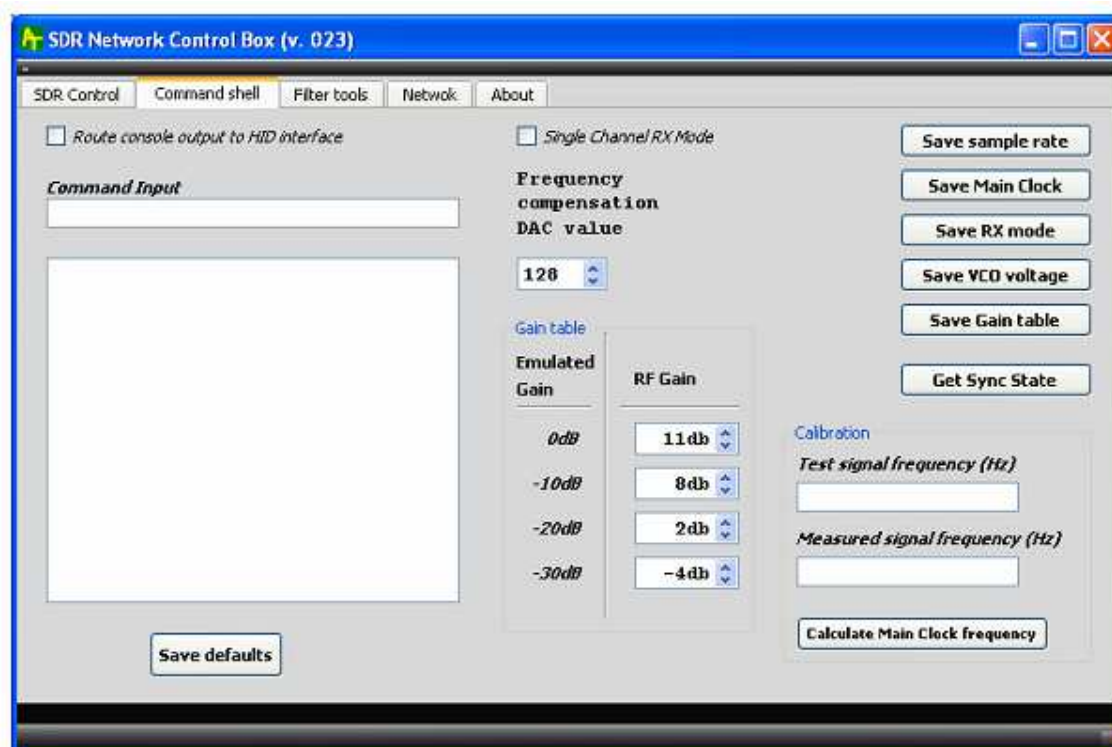 SDR Network Control Box (v. 023)
SDR Control
Command shell
Filter tools
Netwok
About
Route console output to HID interface
Command Input
Save defaults
Single Channel RX Mode
Frequency
compensation
DAC value
128
Gain table
Emulated
Gain
RF Gain
0dB
11db
-10dB
8db
-20dB
2db
-30dB
-4db
Save sample rate
Save Main Clock
Save RX mode
Save VCO voltage
Save Gain table
Get Sync State
Calibration
Test signal frequency (Hz)
Measured signal frequency (Hz)
Calculate Main Clock frequency